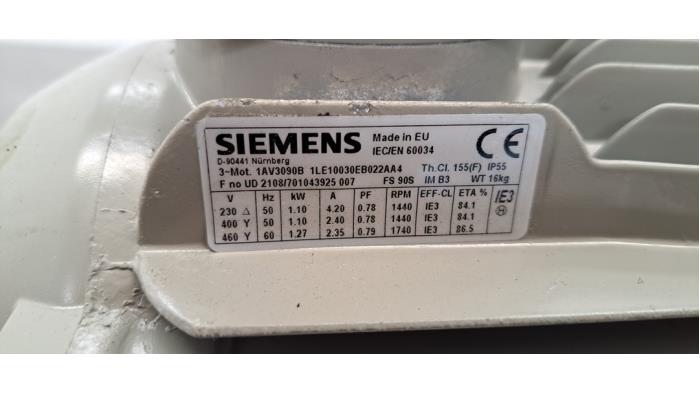 SIEMENS Made in EU CE
D-90441 Nürnberg IEC/EN 60034
3~Mot. 1AV3090B 1LE10030EB022AA4 Th.Cl. 155(F) IP55
F no UD 2108/701043925 007 FS 90S IM B3 WT 16kg
V Hz kW A PF RPM EFF-CL ETA % IE3
230 △ 50 1.10 4.20 0.78 1440 IE3 84.1 H
400 Y 50 1.10 2.40 0.78 1440 IE3 84.1
460 Y 60 1.27 2.35 0.79 1740 IE3 86.5